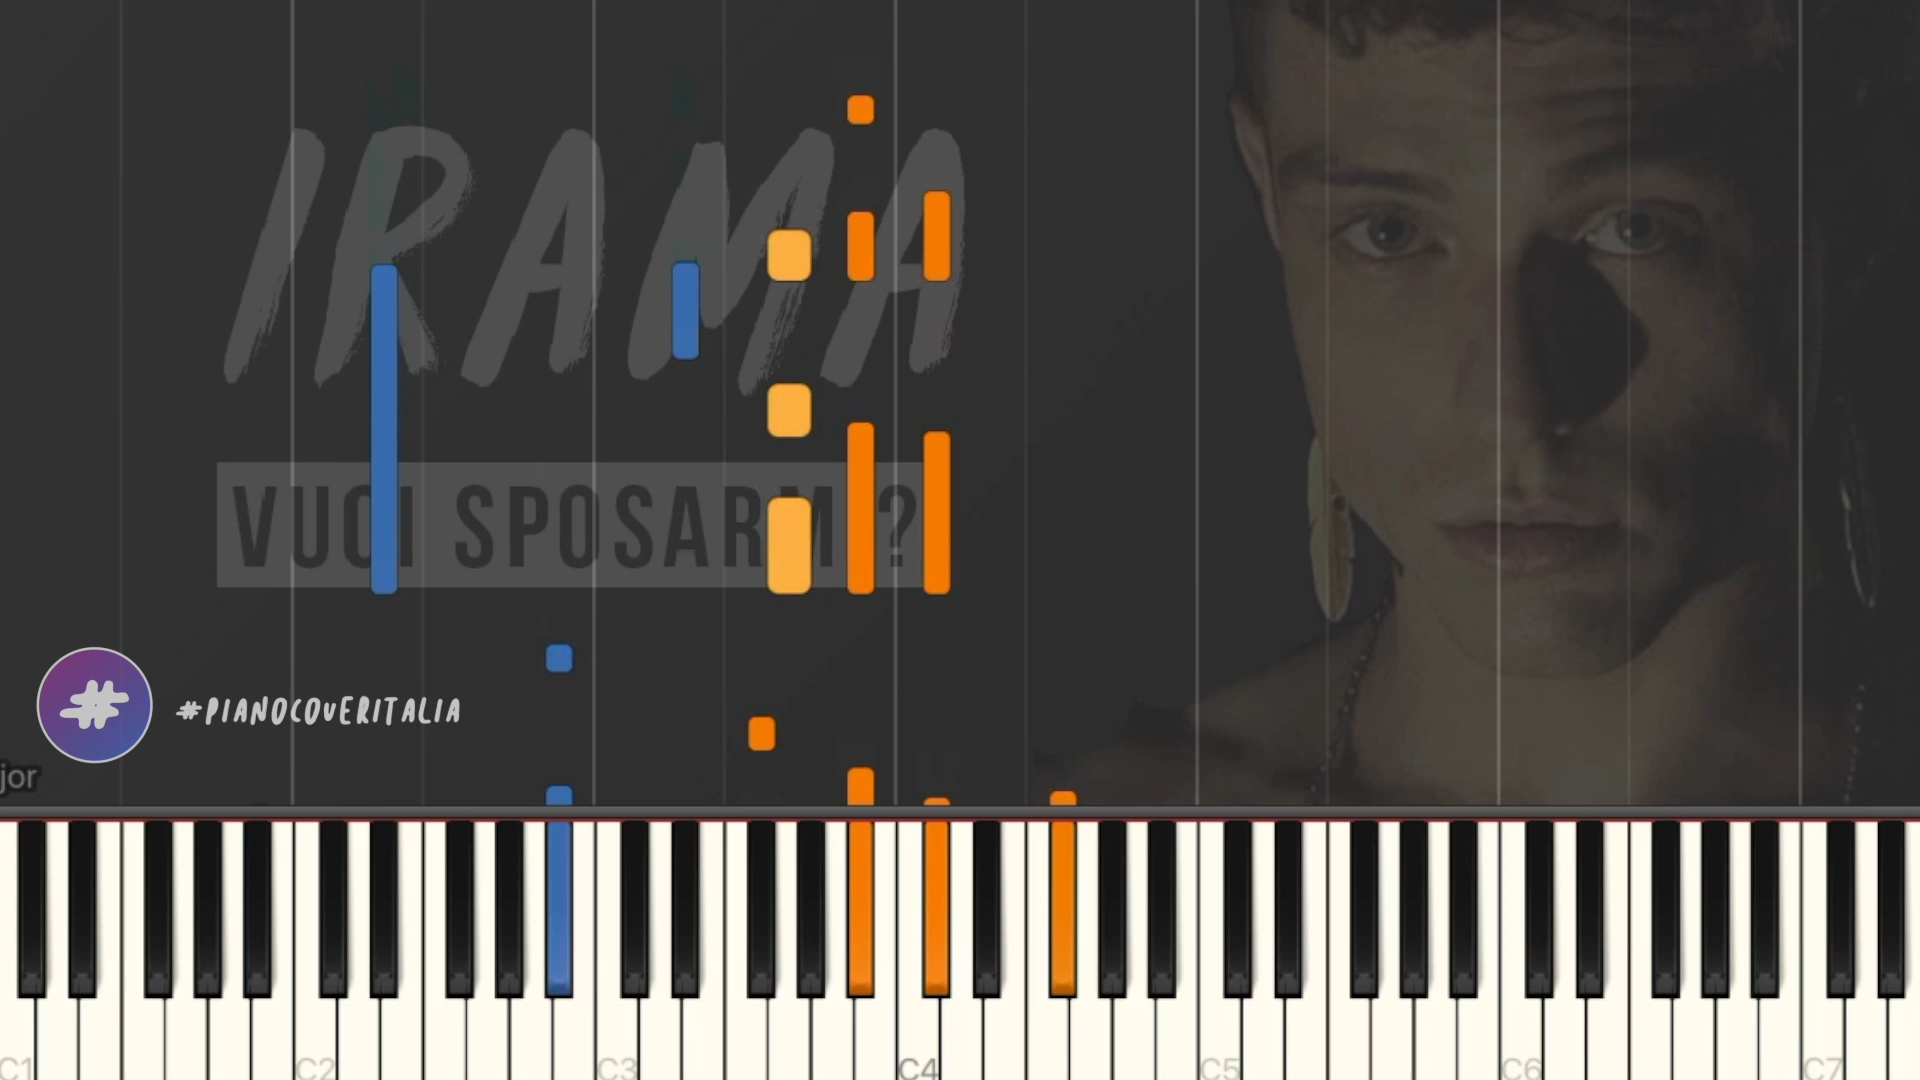 IRAMA
VUOI SPOSARMI ?
#PIANOCOVERITALIA
jor
C1 C2 C3 C4 C5 C6 C7